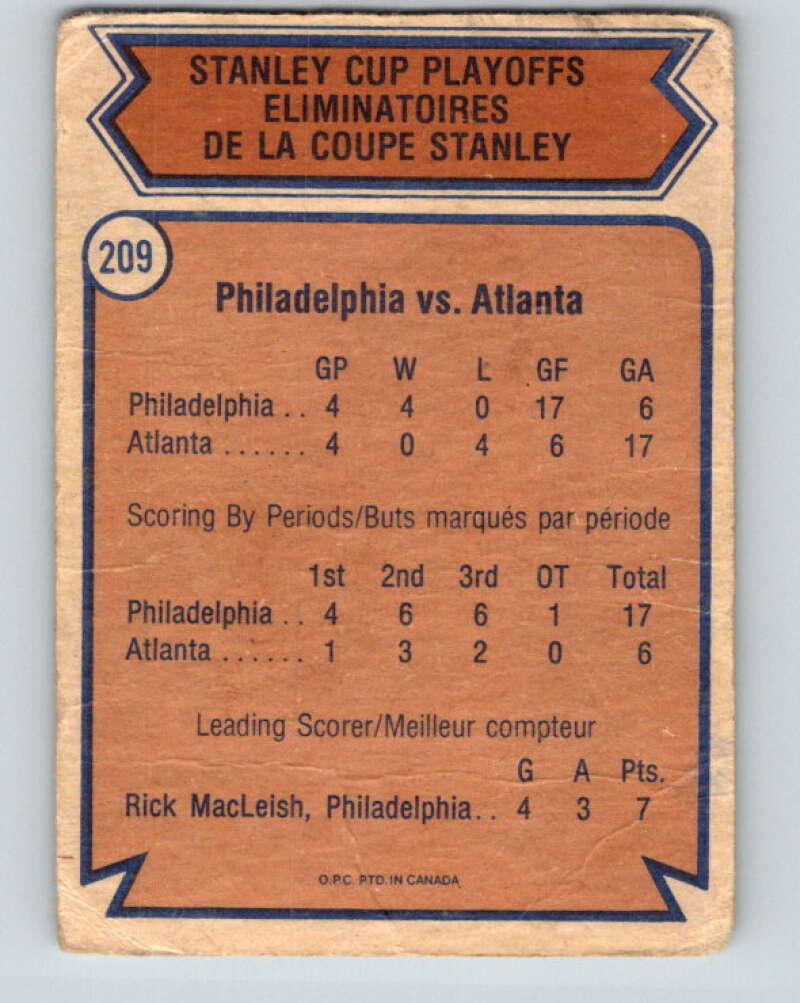 STANLEY CUP PLAYOFFS
ELIMINATOIRES
DE LA COUPE STANLEY
209
Philadelphia vs. Atlanta
GP W L GF GA
Philadelphia .. 4 4 0 17 6
Atlanta ...... 4 0 4 6 17
Scoring By Periods/Buts marqués par période
1st 2nd 3rd OT Total
Philadelphia .. 4 6 6 1 17
Atlanta ...... 1 3 2 0 6
Leading Scorer/Meilleur compteur
G A Pts.
Rick MacLeish, Philadelphia.. 4 3 7
O.P.C. PTD. IN CANADA